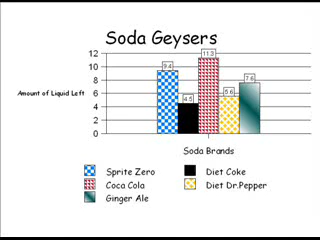 Soda Geysers
12
10
8
6
4
2
0
Amount of Liquid Left
9.4
4.5
11.3
5.6
7.6
Soda Brands
Sprite Zero
Diet Coke
Coca Cola
Diet Dr.Pepper
Ginger Ale